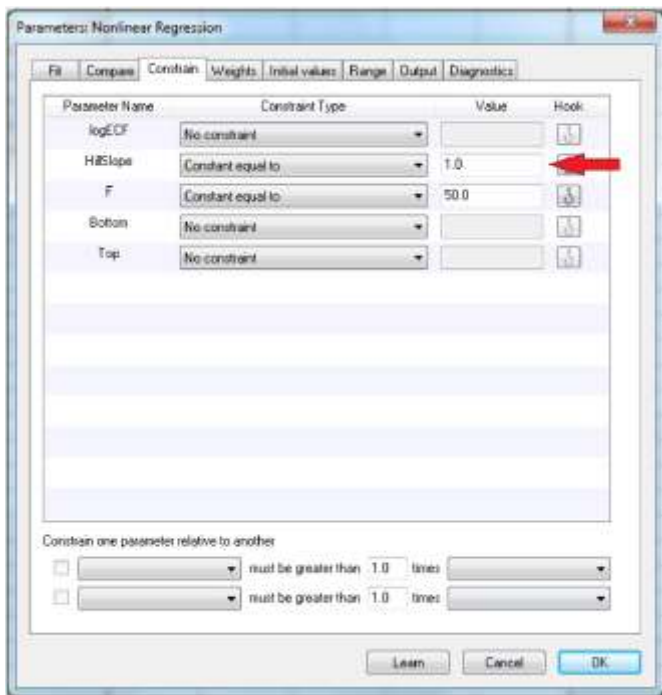 Parameters: Nonlinear Regression
Fit Compare Constrain Weights Initial values Range Output Diagnostics
Parameter Name Constraint Type Value Hook
logECF No constraint
HillSlope Constant equal to 1.0
F Constant equal to 50.0
Bottom No constraint
Top No constraint
Constrain one parameter relative to another
must be greater than 1.0 times
must be greater than 1.0 times
Learn Cancel OK